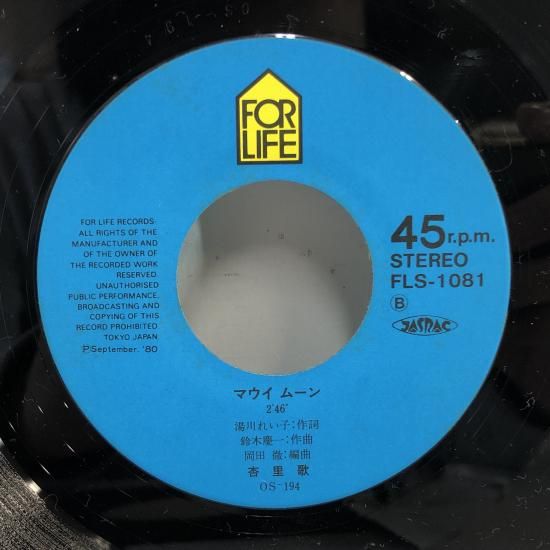 FOR
LIFE
FOR LIFE RECORDS:
ALL RIGHTS OF THE
MANUFACTURER AND
OF THE OWNER OF
THE RECORDED WORK
RESERVED.
UNAUTHORISED
PUBLIC PERFORMANCE,
BROADCASTING AND
COPYING OF THIS
RECORD PROHIBITED
TOKYO JAPAN
Ⓟ September. '80
45 r.p.m.
STEREO
FLS-1081
Ⓑ
JASRAC
マウイ ムーン
2'46"
湯川れい子:作詞
鈴木慶一:作曲
岡田 徹:編曲
杏里歌
OS-194